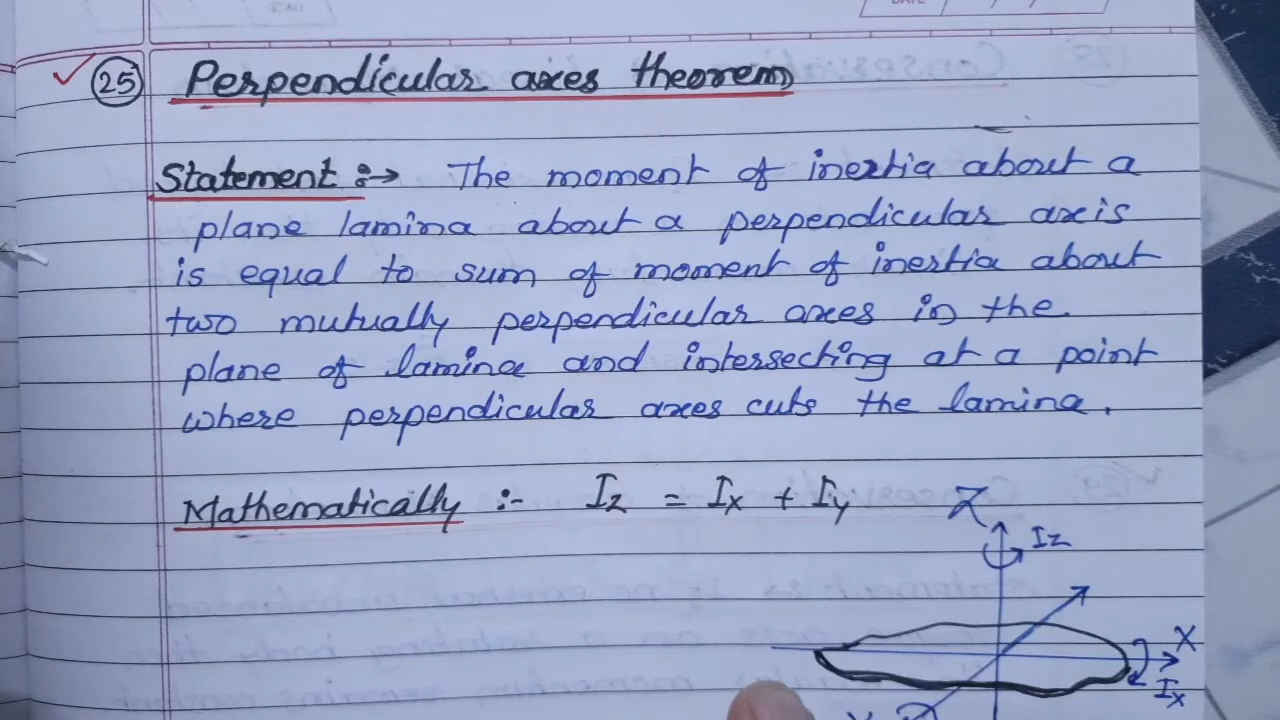 DATE
25 Perpendicular axes theorem
Statement :→ The moment of inertia about a
plane lamina about a perpendicular axis
is equal to sum of moment of inertia about
two mutually perpendicular axes in the
plane of lamina and intersecting at a point
where perpendicular axes cuts the lamina.
Mathematically :- Iz = Ix + Iy
Z
Iz
X
Ix